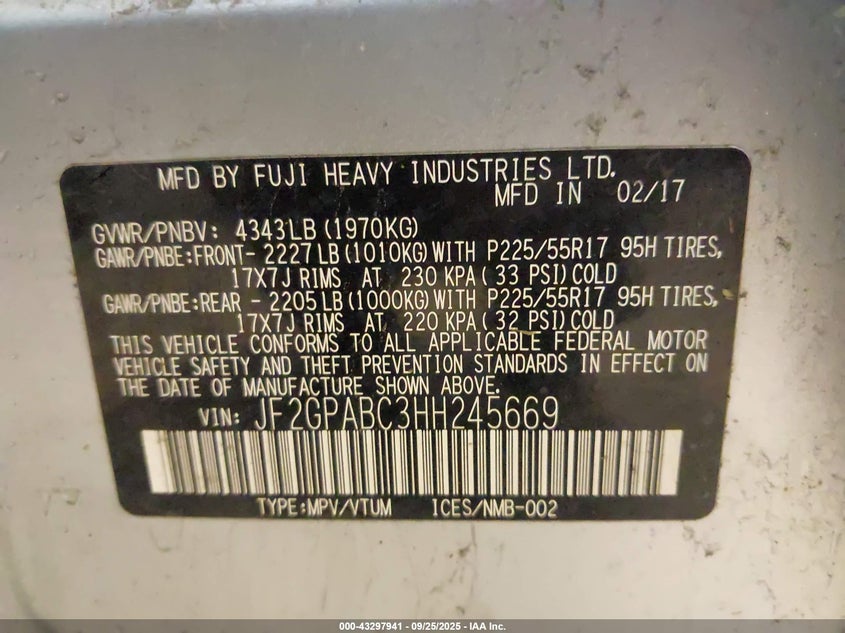 MFD BY FUJI HEAVY INDUSTRIES LTD.
MFD IN 02/17
GVWR/PNBV: 4343LB (1970KG)
GAWR/PNBE:FRONT- 2227LB (1010KG) WITH P225/55R17 95H TIRES,
17X7J RIMS AT 230 KPA ( 33 PSI) COLD
GAWR/PNBE:REAR - 2205LB (1000KG) WITH P225/55R17 95H TIRES,
17X7J RIMS AT 220 KPA ( 32 PSI) COLD
THIS VEHICLE CONFORMS TO ALL APPLICABLE FEDERAL MOTOR
VEHICLE SAFETY AND THEFT PREVENTION STANDARDS IN EFFECT ON
THE DATE OF MANUFACTURE SHOWN ABOVE.
VIN: JF2GPABC3HH245669
TYPE:MPV/VTUM ICES/NMB-002
000-43297941 - 09/25/2025 - IAA Inc.